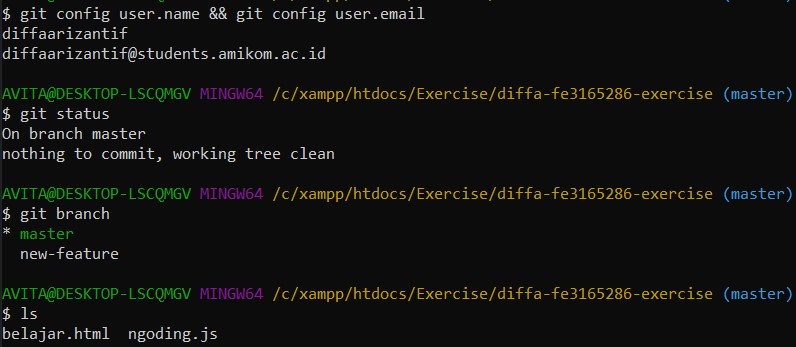 $ git config user.name && git config user.email
diffaarizantif
diffaarizantif@students.amikom.ac.id
AVITA@DESKTOP-LSCQMGV MINGW64 /c/xampp/htdocs/Exercise/diffa-fe3165286-exercise (master)
$ git status
On branch master
nothing to commit, working tree clean
AVITA@DESKTOP-LSCQMGV MINGW64 /c/xampp/htdocs/Exercise/diffa-fe3165286-exercise (master)
$ git branch
* master
  new-feature
AVITA@DESKTOP-LSCQMGV MINGW64 /c/xampp/htdocs/Exercise/diffa-fe3165286-exercise (master)
$ ls
belajar.html  ngoding.js